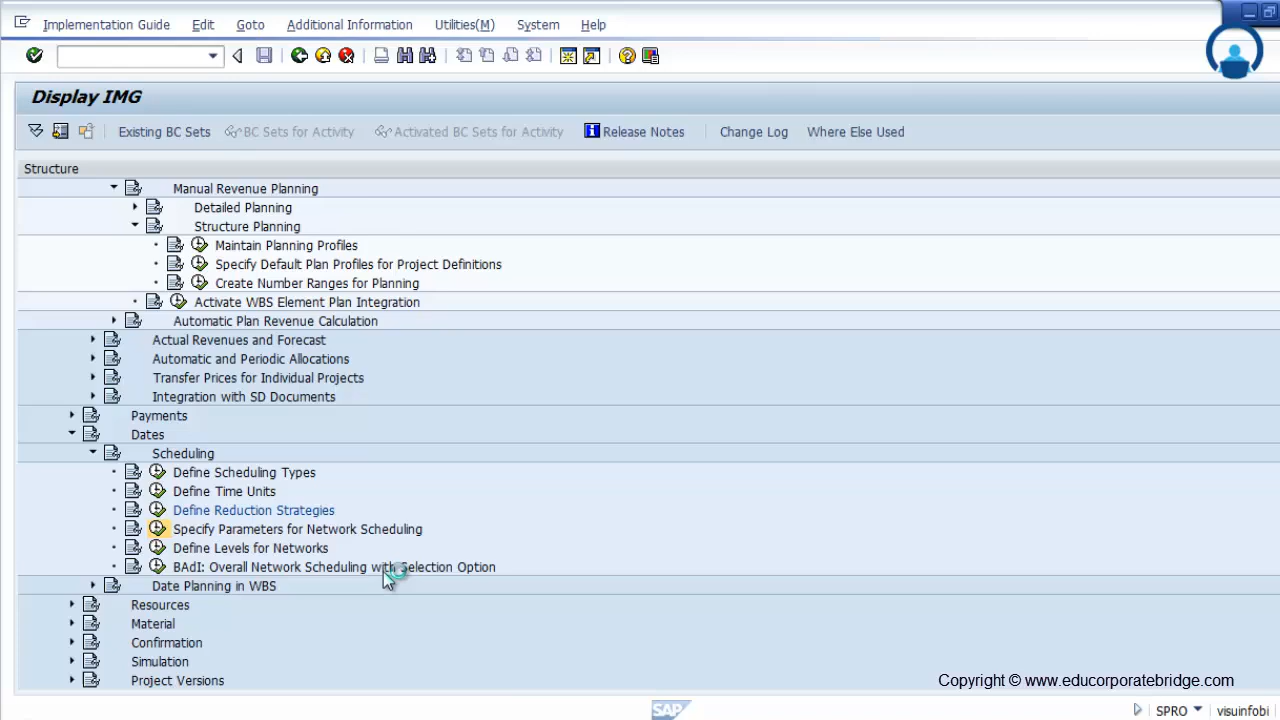 Implementation Guide Edit Goto Additional Information Utilities(M) System Help
Display IMG
Existing BC Sets BC Sets for Activity Activated BC Sets for Activity Release Notes Change Log Where Else Used
Structure
Manual Revenue Planning
Detailed Planning
Structure Planning
Maintain Planning Profiles
Specify Default Plan Profiles for Project Definitions
Create Number Ranges for Planning
Activate WBS Element Plan Integration
Automatic Plan Revenue Calculation
Actual Revenues and Forecast
Automatic and Periodic Allocations
Transfer Prices for Individual Projects
Integration with SD Documents
Payments
Dates
Scheduling
Define Scheduling Types
Define Time Units
Define Reduction Strategies
Specify Parameters for Network Scheduling
Define Levels for Networks
BAdI: Overall Network Scheduling with Selection Option
Date Planning in WBS
Resources
Material
Confirmation
Simulation
Project Versions
Copyright © www.educorporatebridge.com
SAP SPRO visuinfobi